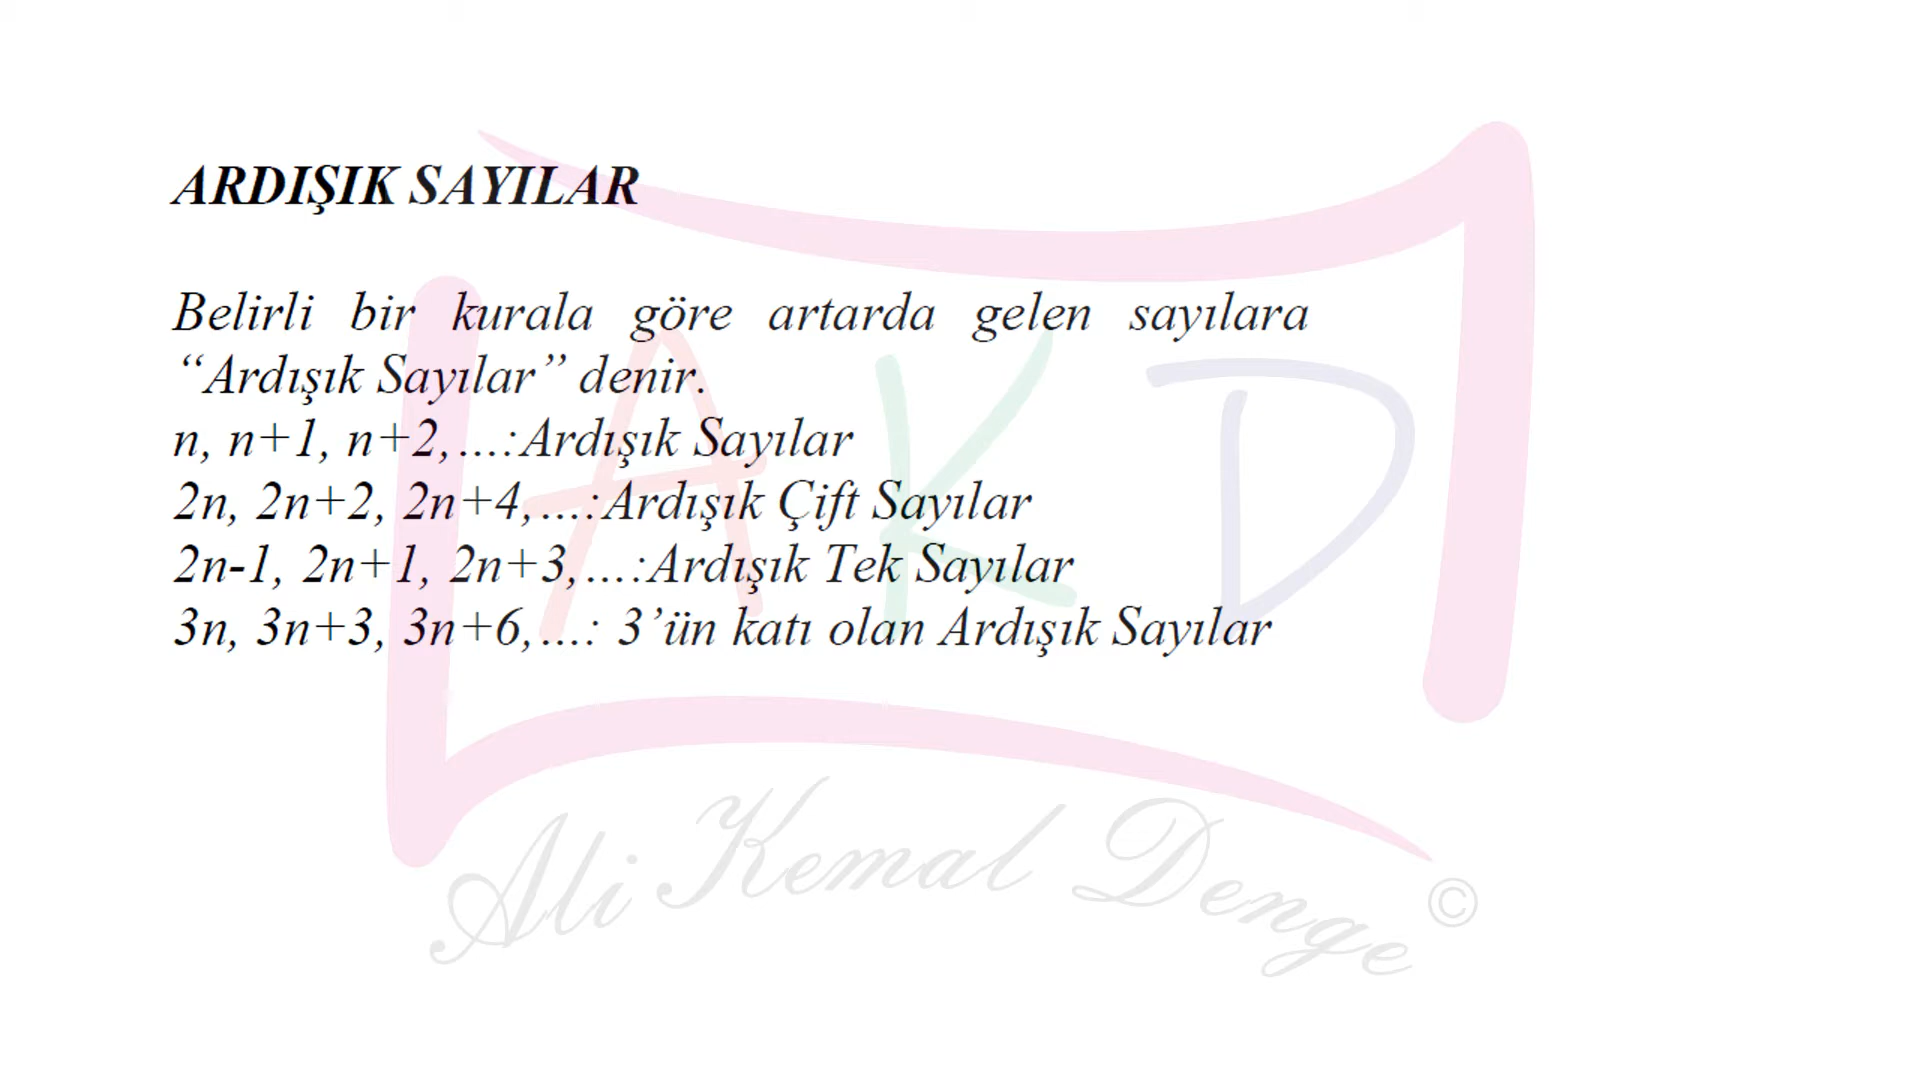 ARDIŞIK SAYILAR
Belirli bir kurala göre artarda gelen sayılara
“Ardışık Sayılar” denir.
n, n+1, n+2,...:Ardışık Sayılar
2n, 2n+2, 2n+4,...:Ardışık Çift Sayılar
2n-1, 2n+1, 2n+3,...:Ardışık Tek Sayılar
3n, 3n+3, 3n+6,...: 3’ün katı olan Ardışık Sayılar
AKD
Ali Kemal Denge ©